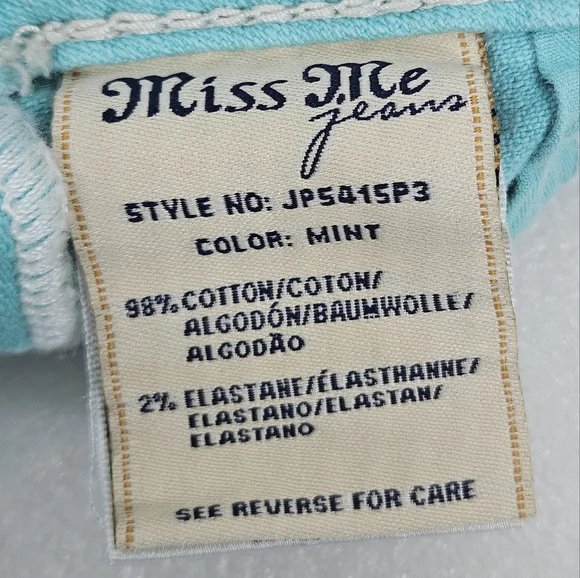 Miss Me
jeans
STYLE NO: JP5415P3
COLOR: MINT
98% COTTON/COTON/
ALGODÓN/BAUMWOLLE/
ALGODÃO
2% ELASTANE/ÉLASTHANNE/
ELASTANO/ELASTAN/
ELASTANO
SEE REVERSE FOR CARE